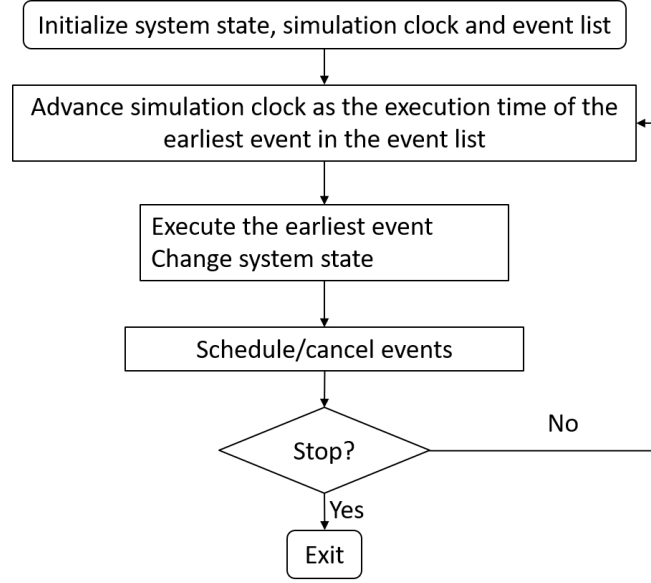 Initialize system state, simulation clock and event list
Advance simulation clock as the execution time of the
earliest event in the event list
Execute the earliest event
Change system state
Schedule/cancel events
Stop?
No
Yes
Exit